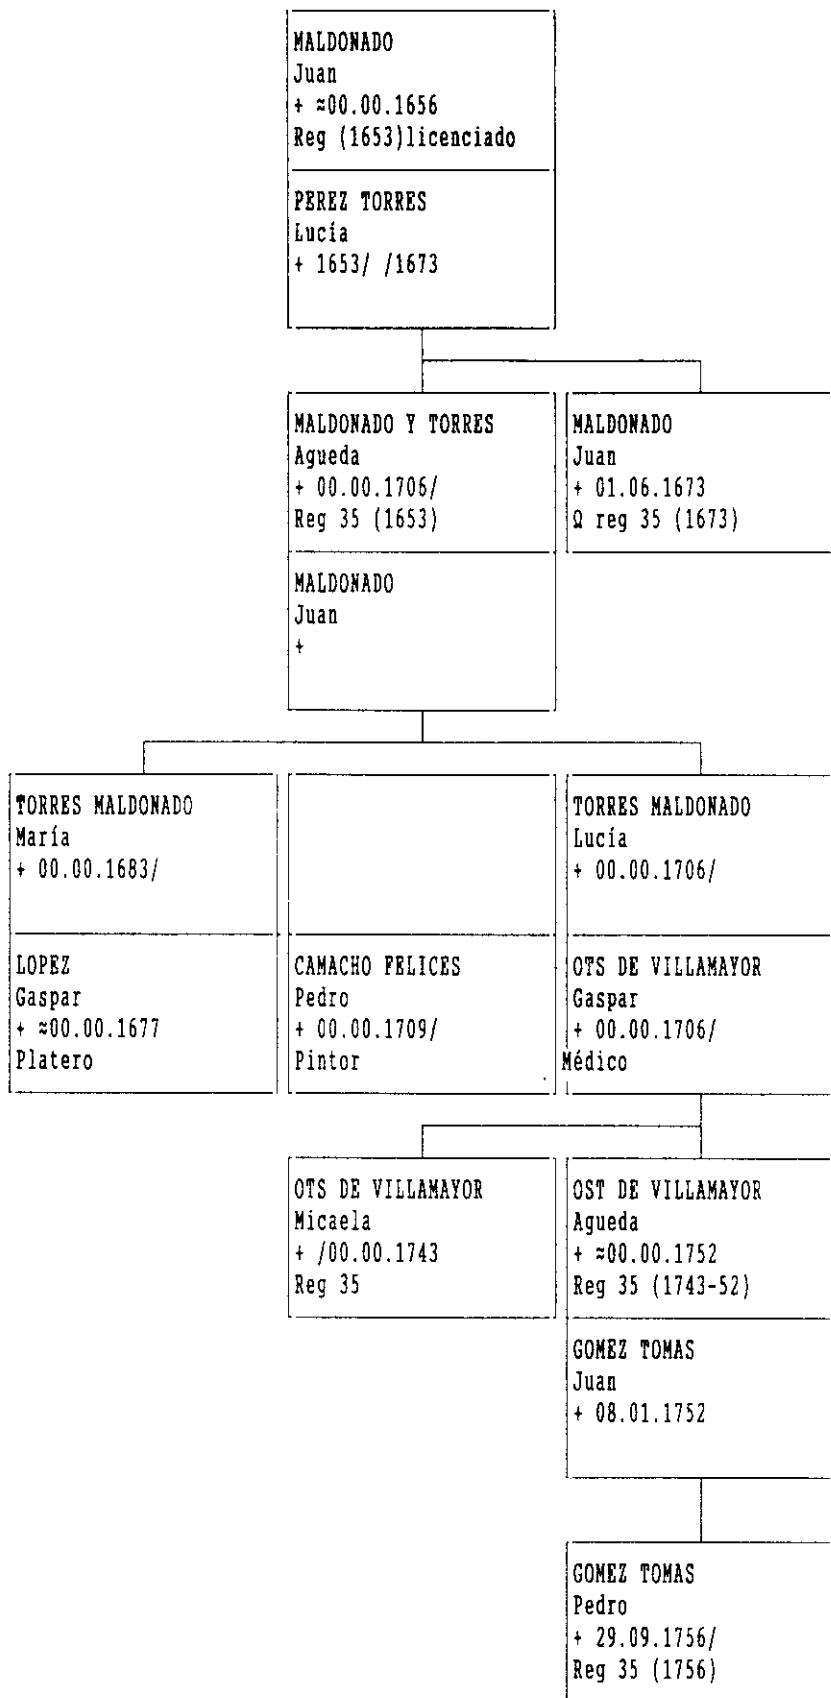 MALDONADO
Juan
+ ≈00.00.1656
Reg (1653)licenciado
PEREZ TORRES
Lucía
+ 1653/ /1673
MALDONADO Y TORRES
Agueda
+ 00.00.1706/
Reg 35 (1653)
MALDONADO
Juan
+ 01.06.1673
Ω reg 35 (1673)
MALDONADO
Juan
+
TORRES MALDONADO
María
+ 00.00.1683/
TORRES MALDONADO
Lucía
+ 00.00.1706/
LOPEZ
Gaspar
+ ≈00.00.1677
Platero
CAMACHO FELICES
Pedro
+ 00.00.1709/
Pintor
OTS DE VILLAMAYOR
Gaspar
+ 00.00.1706/
Médico
OTS DE VILLAMAYOR
Micaela
+ /00.00.1743
Reg 35
OST DE VILLAMAYOR
Agueda
+ ≈00.00.1752
Reg 35 (1743-52)
GOMEZ TOMAS
Juan
+ 08.01.1752
GOMEZ TOMAS
Pedro
+ 29.09.1756/
Reg 35 (1756)